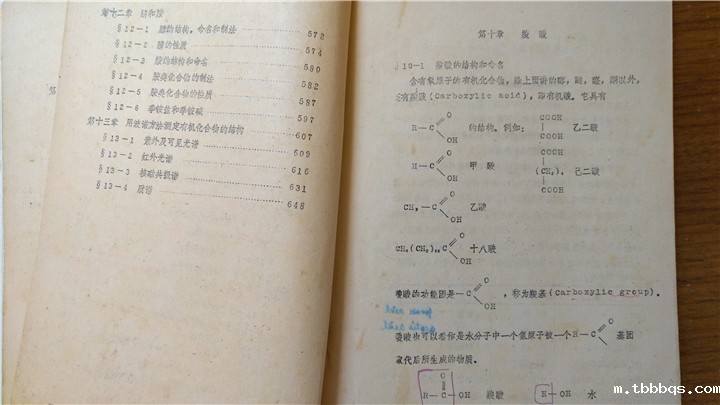 第十二章 腈和胺
§12-1 腈的结构，命名和制法 573
§12-2 腈的性质 574
§12-3 胺的结构和命名 580
§12-4 胺类化合物的制法 582
§12-5 胺类化合物的性质 587
§12-6 季铵盐和季铵碱 597
第十三章 用波谱方法测定有机化合物的结构 607
§13-1 紫外及可见光谱 609
§13-2 红外光谱 616
§13-3 核磁共振谱 631
§13-4 质谱 648
第十章 羧酸
§10-1 羧酸的结构和命名
含有氧原子的有机化合物，除上面讲的醇，醚，醛，酮以外，
还有羧酸(Carboxylic acid)，即有机酸。它具有
R—C O OH 的结构。例如： COOH COOH 乙二酸
H—C O OH 甲 酸 COOH (CH₂)₄ COOH 己二酸
CH₃—C O OH 乙酸
CH₃(CH₂)₁₆C O OH 十八酸
羧酸的功能团是—C O OH ，称为羧基(Carboxylic group)。
acetic acid
羧酸也可以看作是水分子中一个氢原子被一个R—C O 基团
取代后所生成的物质。
R—C—OH O 羧酸 H—OH 水
m.tbbbqs.com